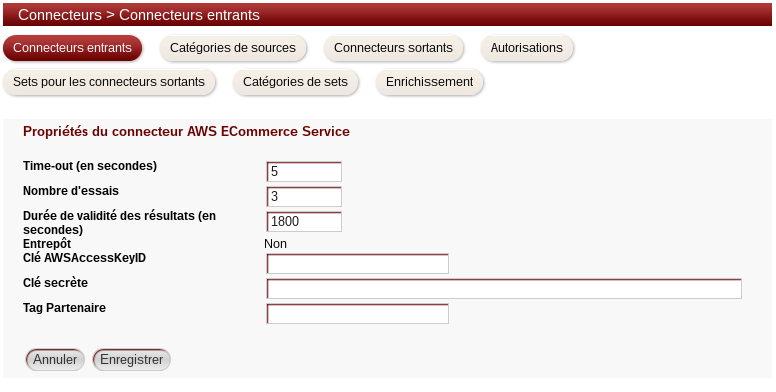 Connecteurs > Connecteurs entrants
Connecteurs entrants Catégories de sources Connecteurs sortants Autorisations
Sets pour les connecteurs sortants Catégories de sets Enrichissement
Propriétés du connecteur AWS ECommerce Service
Time-out (en secondes) 5
Nombre d'essais 3
Durée de validité des résultats (en
secondes) 1800
Entrepôt Non
Clé AWSAccessKeyID
Clé secrète
Tag Partenaire
Annuler Enregistrer